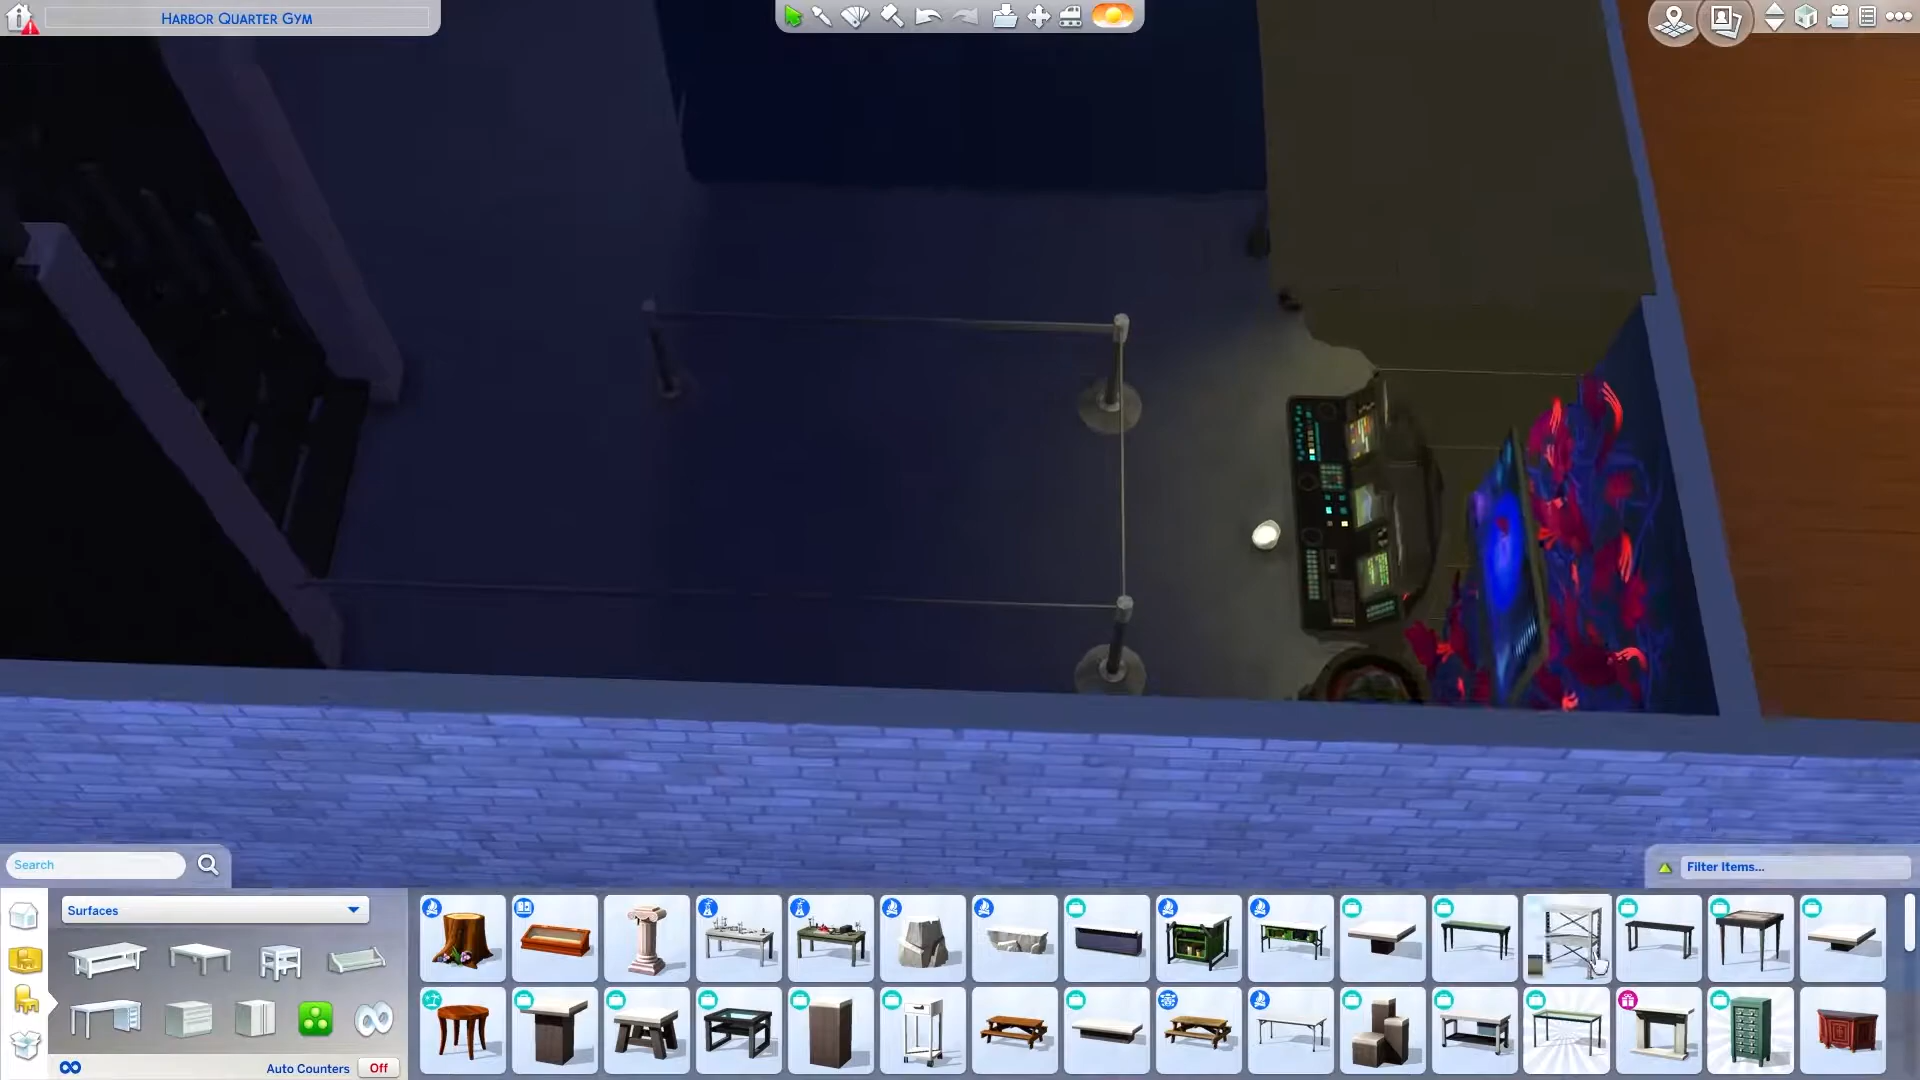 HARBOR QUARTER GYM
Search
Filter Items...
Surfaces
Auto Counters
Off